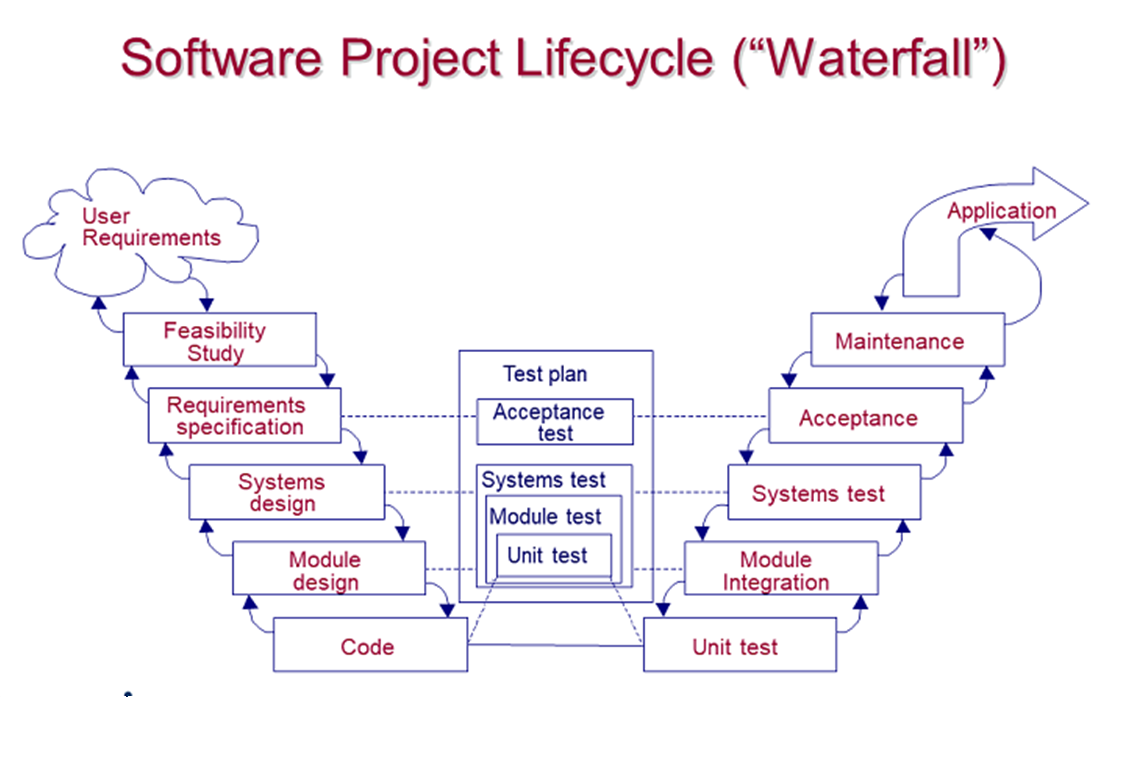 Software Project Lifecycle (“Waterfall”)
User
Requirements
Application
Feasibility
Study
Maintenance
Test plan
Requirements
specification
Acceptance
test
Acceptance
Systems
design
Systems test
Systems test
Module test
Module
design
Unit test
Module
Integration
Code
Unit test